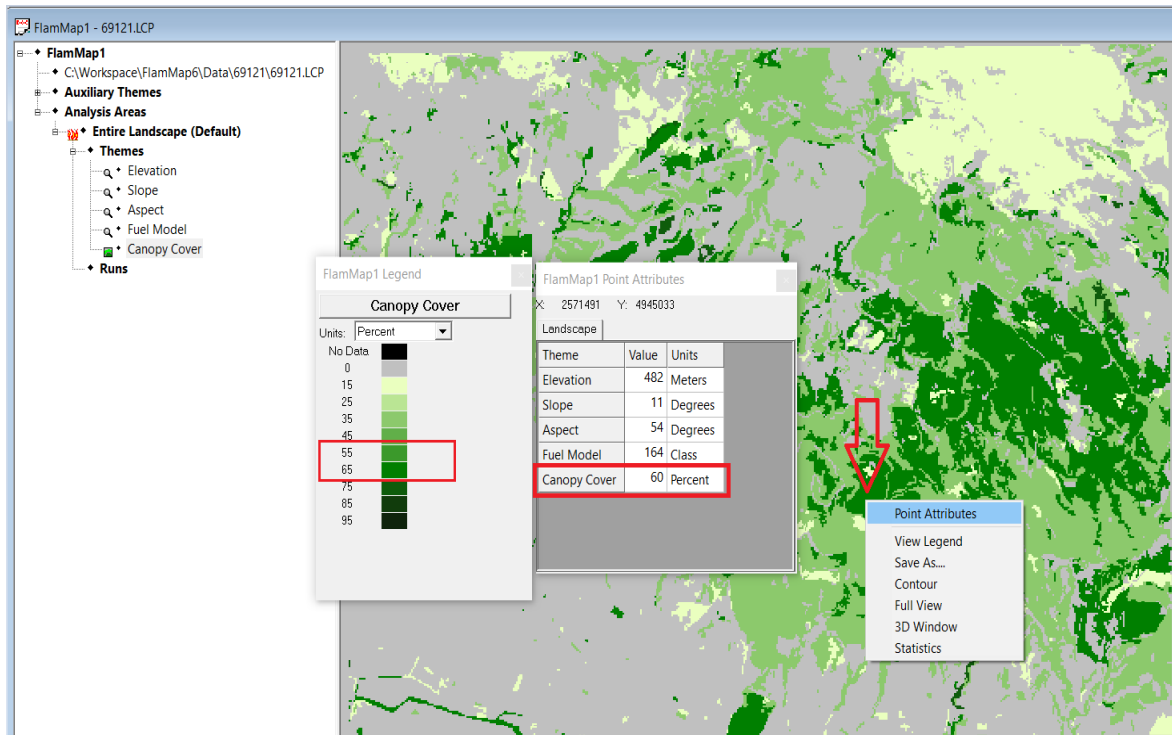 FlamMap1 - 69121.LCP
FlamMap1
C:\Workspace\FlamMap6\Data\69121\69121.LCP
Auxiliary Themes
Analysis Areas
Entire Landscape (Default)
Themes
Elevation
Slope
Aspect
Fuel Model
Canopy Cover
Runs
FlamMap1 Legend
Canopy Cover
Units: Percent
No Data
0
15
25
35
45
55
65
75
85
95
FlamMap1 Point Attributes
X: 2571491 Y: 4945033
Landscape
Theme Value Units
Elevation 482 Meters
Slope 11 Degrees
Aspect 54 Degrees
Fuel Model 164 Class
Canopy Cover 60 Percent
Point Attributes
View Legend
Save As....
Contour
Full View
3D Window
Statistics